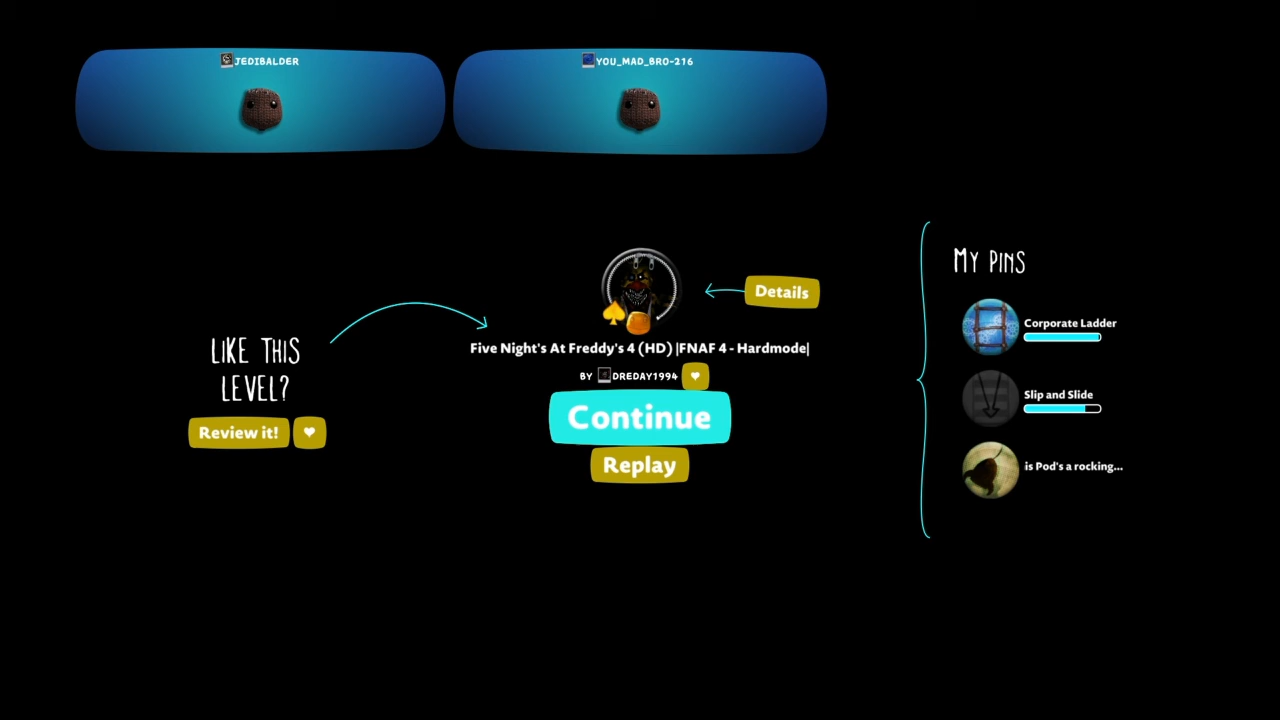 JEDIBALDER
YOU_MAD_BRO-216
MY PINS
Details
Corporate Ladder
LIKE THIS
LEVEL?
Five Night's At Freddy's 4 (HD) |FNAF 4 - Hardmode|
BY DREDAY1994
Slip and Slide
Review it!
Continue
Replay
is Pod's a rocking...